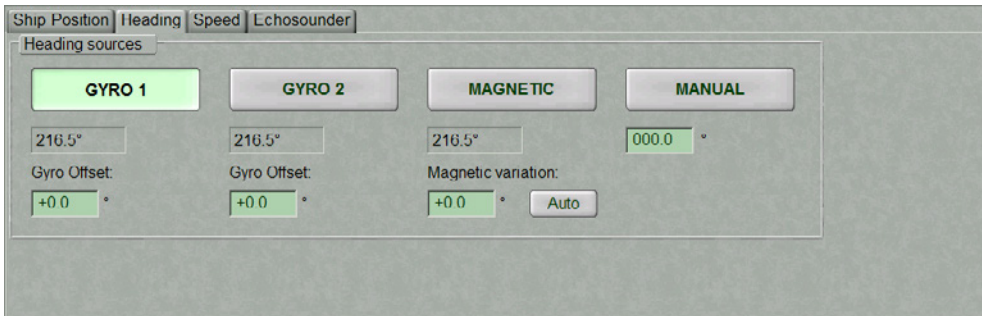 Ship Position Heading Speed Echosounder
Heading sources
GYRO 1 GYRO 2 MAGNETIC MANUAL
216.5° 216.5° 216.5° 000.0 °
Gyro Offset: Gyro Offset: Magnetic variation:
+0.0 ° +0.0 ° +0.0 ° Auto